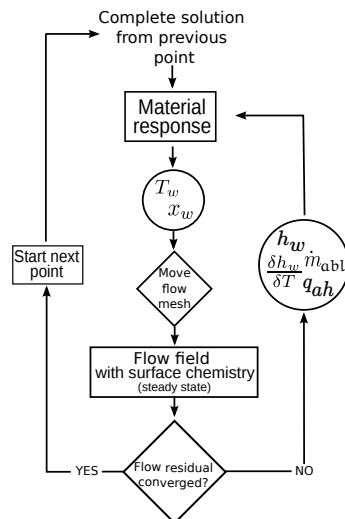 Complete solution
from previous
point
Material
response
T_w
x_w
Move
flow
mesh
Start next
point
h_w
δh_w/δT ṁ_abl
q_ah
Flow field
with surface chemistry
(steady state)
Flow residual
converged?
YES
NO